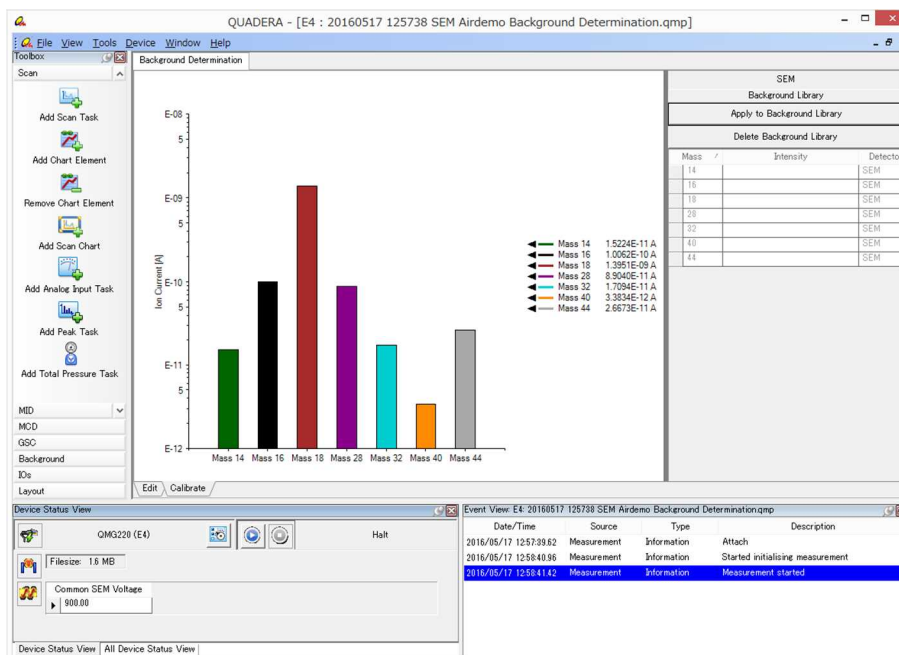 QUADERA - [E4 : 20160517 125738 SEM Airdemo Background Determination.qmp]
File View Tools Device Window Help
Toolbox
Scan
Add Scan Task
Add Chart Element
Remove Chart Element
Add Scan Chart
Add Analog Input Task
Add Peak Task
Add Total Pressure Task
MID
MCD
GSC
Background
IOs
Layout
Background Determination
Ion Current [A]
E-08
5
E-09
5
E-10
5
E-11
5
E-12
Mass 14 Mass 16 Mass 18 Mass 28 Mass 32 Mass 40 Mass 44
Mass 14 1.5224E-11 A
Mass 16 1.0062E-10 A
Mass 18 1.3951E-09 A
Mass 28 8.9040E-11 A
Mass 32 1.7094E-11 A
Mass 40 3.3834E-12 A
Mass 44 2.6673E-11 A
Edit Calibrate
SEM
Background Library
Apply to Background Library
Delete Background Library
Mass Intensity Detecto
14 SEM
16 SEM
18 SEM
28 SEM
32 SEM
40 SEM
44 SEM
Device Status View
QMG220 (E4) Halt
Filesize: 1.6 MB
Common SEM Voltage
900.00
Device Status View All Device Status View
Event View: E4: 20160517 125738 SEM Airdemo Background Determination.qmp
Date/Time Source Type Description
2016/05/17 12:57:39.62 Measurement Information Attach
2016/05/17 12:58:40.96 Measurement Information Started initialising measurement
2016/05/17 12:58:41.42 Measurement Information Measurement started